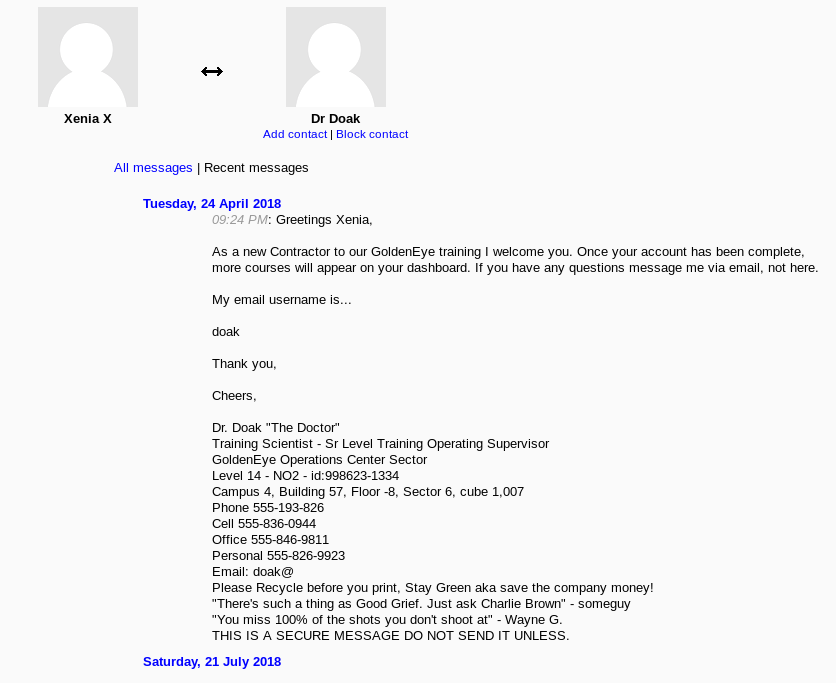 Xenia X
Dr Doak
Add contact | Block contact
All messages | Recent messages
Tuesday, 24 April 2018
09:24 PM: Greetings Xenia,
As a new Contractor to our GoldenEye training I welcome you. Once your account has been complete,
more courses will appear on your dashboard. If you have any questions message me via email, not here.
My email username is...
doak
Thank you,
Cheers,
Dr. Doak "The Doctor"
Training Scientist - Sr Level Training Operating Supervisor
GoldenEye Operations Center Sector
Level 14 - NO2 - id:998623-1334
Campus 4, Building 57, Floor -8, Sector 6, cube 1,007
Phone 555-193-826
Cell 555-836-0944
Office 555-846-9811
Personal 555-826-9923
Email: doak@
Please Recycle before you print, Stay Green aka save the company money!
"There's such a thing as Good Grief. Just ask Charlie Brown" - someguy
"You miss 100% of the shots you don't shoot at" - Wayne G.
THIS IS A SECURE MESSAGE DO NOT SEND IT UNLESS.
Saturday, 21 July 2018